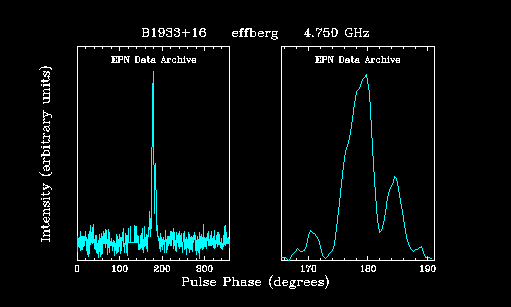 B1933+16 effberg 4.750 GHz
EPN Data Archive EPN Data Archive
Intensity (arbitrary units)
0 100 200 300 170 180 190
Pulse Phase (degrees)